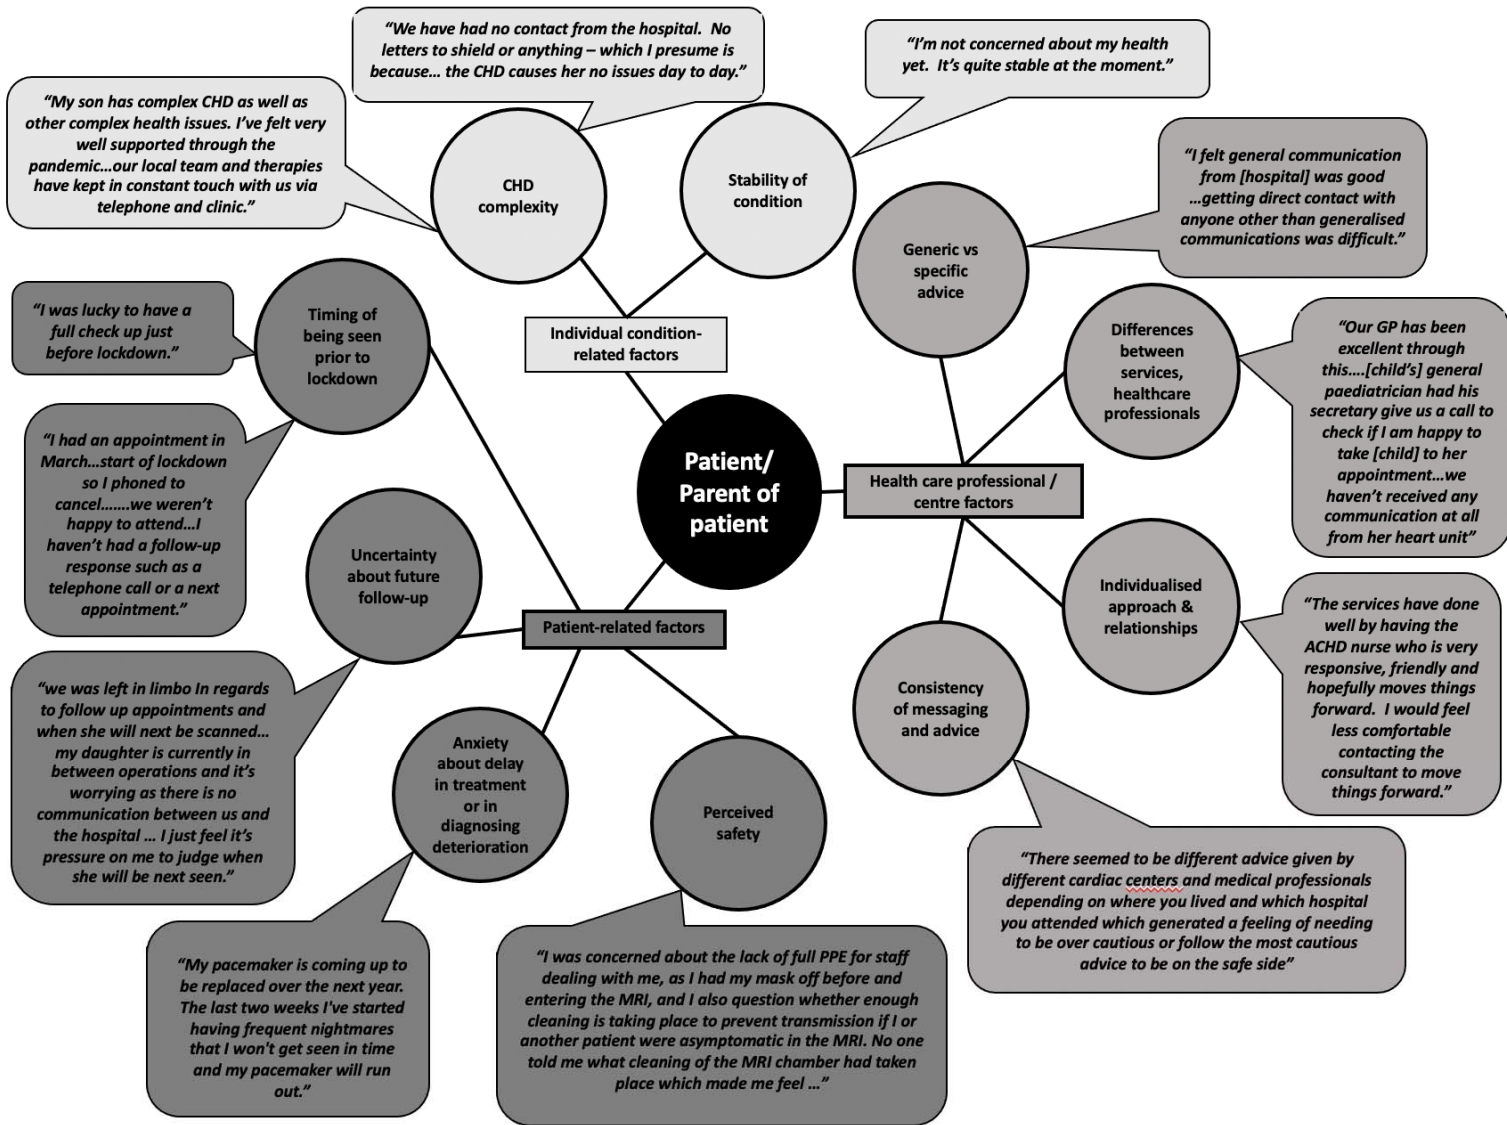 “We have had no contact from the hospital.  No
letters to shield or anything – which I presume is
because… the CHD causes her no issues day to day.”
“I’m not concerned about my health
yet.  It’s quite stable at the moment.”
“My son has complex CHD as well as
other complex health issues. I’ve felt very
well supported through the
pandemic…our local team and therapies
have kept in constant touch with us via
telephone and clinic.”
CHD
complexity
Stability of
condition
“I felt general communication
from [hospital] was good
…getting direct contact with
anyone other than generalised
communications was difficult.”
Generic vs
specific
advice
“I was lucky to have a
full check up just
before lockdown.”
Timing of
being seen
prior to
lockdown
Individual condition-
related factors
Differences
between
services,
healthcare
professionals
“Our GP has been
excellent through
this….[child’s] general
paediatrician had his
secretary give us a call to
check if I am happy to
take [child] to her
appointment…we
haven’t received any
communication at all
from her heart unit”
“I had an appointment in
March…start of lockdown
so I phoned to
cancel…….we weren’t
happy to attend…I
haven’t had a follow-up
response such as a
telephone call or a next
appointment.”
Patient/
Parent of
patient
Health care professional /
centre factors
Uncertainty
about future
follow-up
Individualised
approach &
relationships
“The services have done
well by having the
ACHD nurse who is very
responsive, friendly and
hopefully moves things
forward.  I would feel
less comfortable
contacting the
consultant to move
things forward.”
Patient-related factors
“we was left in limbo In regards
to follow up appointments and
when she will next be scanned…
my daughter is currently in
between operations and it’s
worrying as there is no
communication between us and
the hospital … I just feel it’s
pressure on me to judge when
she will be next seen.”
Consistency
of messaging
and advice
Anxiety
about delay
in treatment
or in
diagnosing
deterioration
Perceived
safety
“There seemed to be different advice given by
different cardiac centers and medical professionals
depending on where you lived and which hospital
you attended which generated a feeling of needing
to be over cautious or follow the most cautious
advice to be on the safe side”
“My pacemaker is coming up to
be replaced over the next year.
The last two weeks I've started
having frequent nightmares
that I won't get seen in time
and my pacemaker will run
out.”
“I was concerned about the lack of full PPE for staff
dealing with me, as I had my mask off before and
entering the MRI, and I also question whether enough
cleaning is taking place to prevent transmission if I or
another patient were asymptomatic in the MRI. No one
told me what cleaning of the MRI chamber had taken
place which made me feel …”